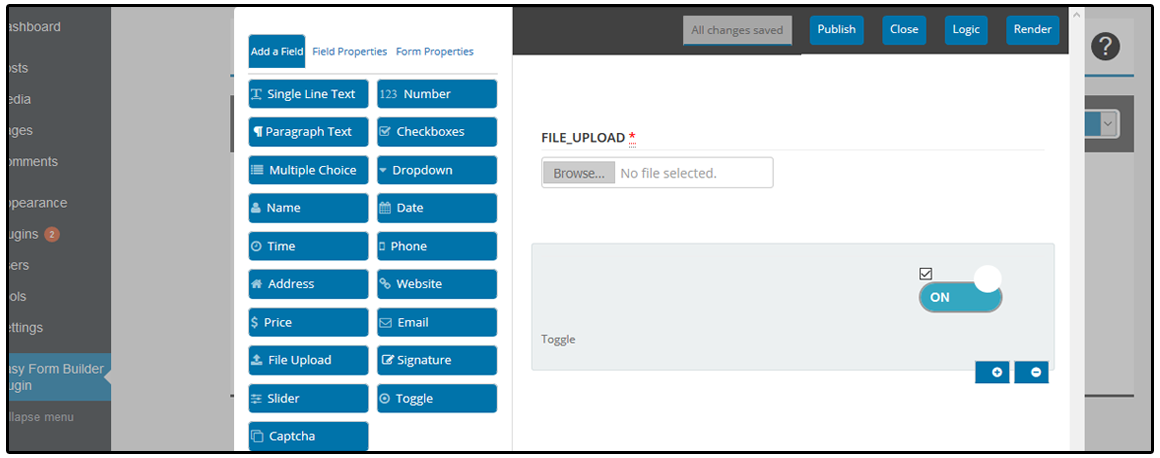 ashboard
osts
edia
ages
omments
ppearance
ugins 2
sers
ools
ettings
asy Form Builder
ugin
llapse menu
Add a Field Field Properties Form Properties
Single Line Text 123 Number
Paragraph Text Checkboxes
Multiple Choice Dropdown
Name Date
Time Phone
Address Website
$ Price Email
File Upload Signature
Slider Toggle
Captcha
All changes saved Publish Close Logic Render
?
FILE_UPLOAD *
Browse... No file selected.
ON
Toggle